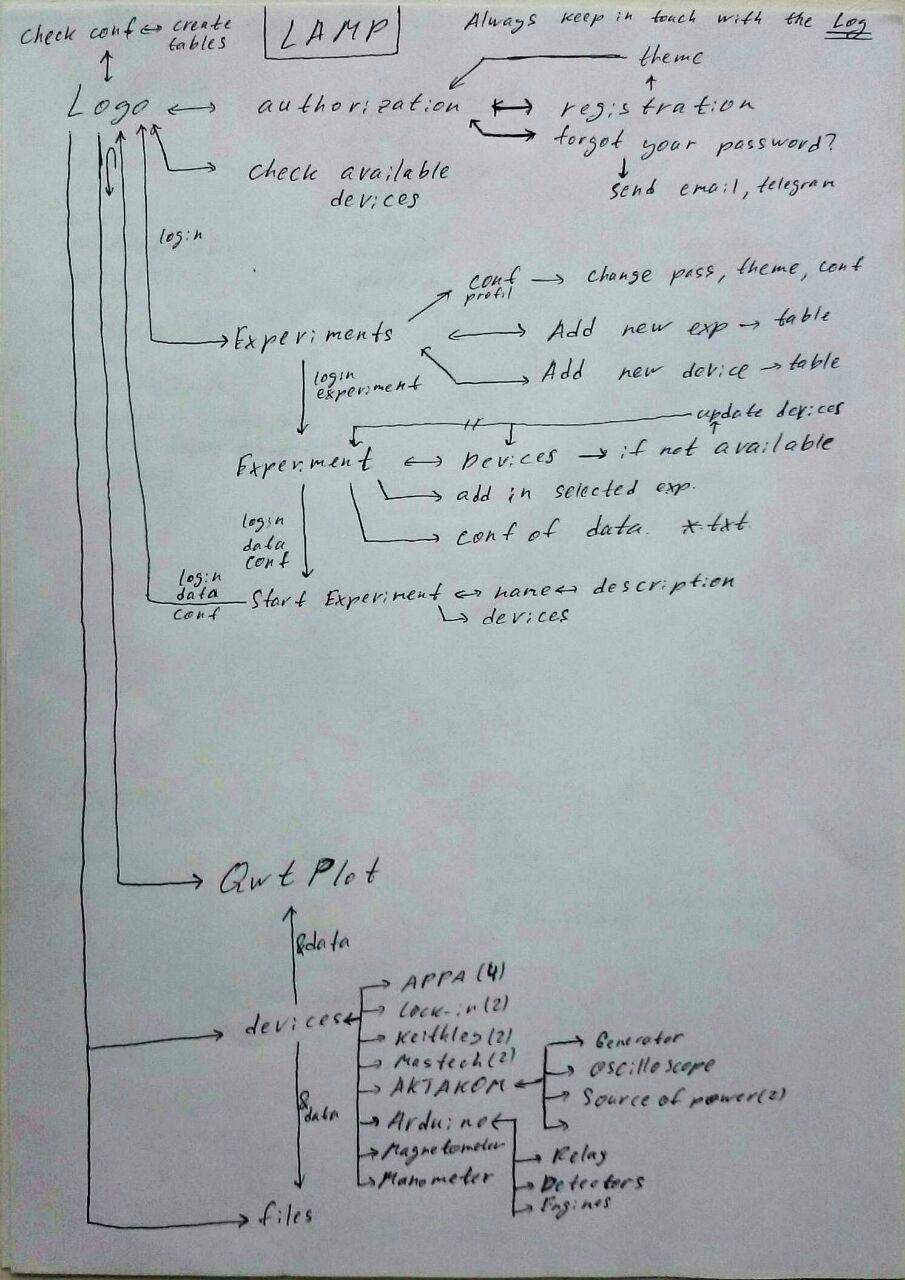 Check conf ↔ create tables
LAMP
Always keep in touch with the Log
theme
Logo ↔ authorization ↔ registration
forgot your password?
send email, telegram
check available
devices
login
conf → change pass, theme, conf
profil
Experiments ↔ Add new exp → table
login
experiment
Add new device → table
update devices
Experiment ↔ Devices → if not available
add in selected exp.
conf of data *.txt
login
data
conf
login
data
conf
Start Experiment ↔ name ↔ description
devices
Qwt Plot
&data
devices
APPA (4)
Lock-in (2)
Keithley (2)
Mastech (2)
AKTAKOM
Generator
Oscilloscope
Source of power (2)
&
data
Arduino
Magnetometer
Manometer
Relay
Detectors
Engines
files